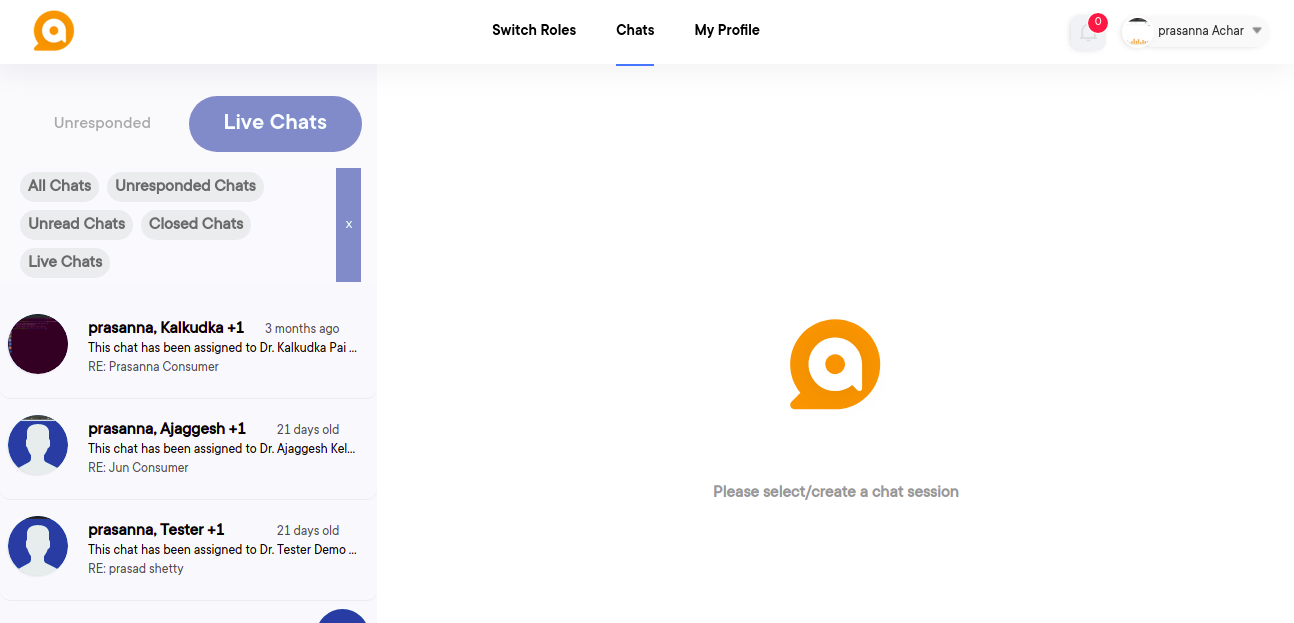 Switch Roles Chats My Profile 0 prasanna Achar
Unresponded Live Chats
All Chats Unresponded Chats
Unread Chats Closed Chats x
Live Chats
prasanna, Kalkudka +1 3 months ago
This chat has been assigned to Dr. Kalkudka Pai ...
RE: Prasanna Consumer
prasanna, Ajaggesh +1 21 days old
This chat has been assigned to Dr. Ajaggesh Kel...
RE: Jun Consumer
prasanna, Tester +1 21 days old
This chat has been assigned to Dr. Tester Demo ...
RE: prasad shetty
Please select/create a chat session